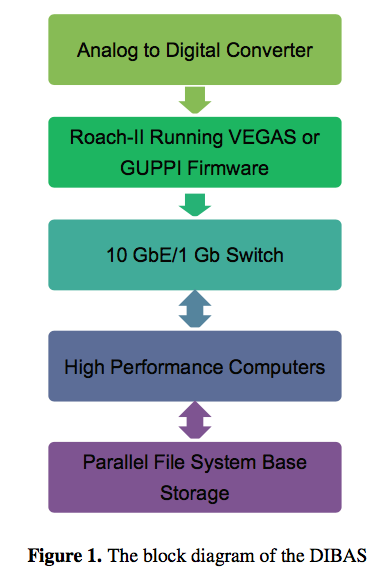 Analog to Digital Converter
Roach-II Running VEGAS or
GUPPI Firmware
10 GbE/1 Gb Switch
High Performance Computers
Parallel File System Base
Storage
Figure 1. The block diagram of the DIBAS